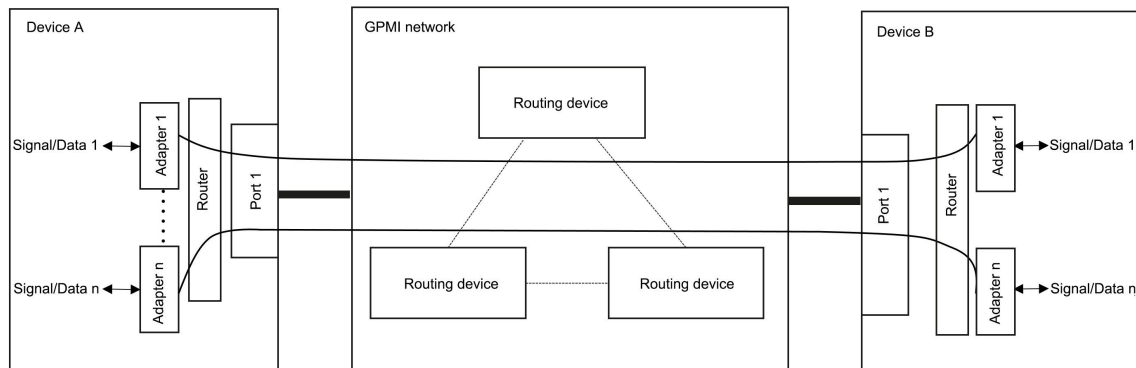 Device A
GPMI network
Device B
Routing device
Signal/Data 1
Adapter 1
Router
Port 1
Port 1
Router
Adapter 1
Signal/Data 1
Routing device
Routing device
Signal/Data n
Adapter n
Adapter n
Signal/Data n